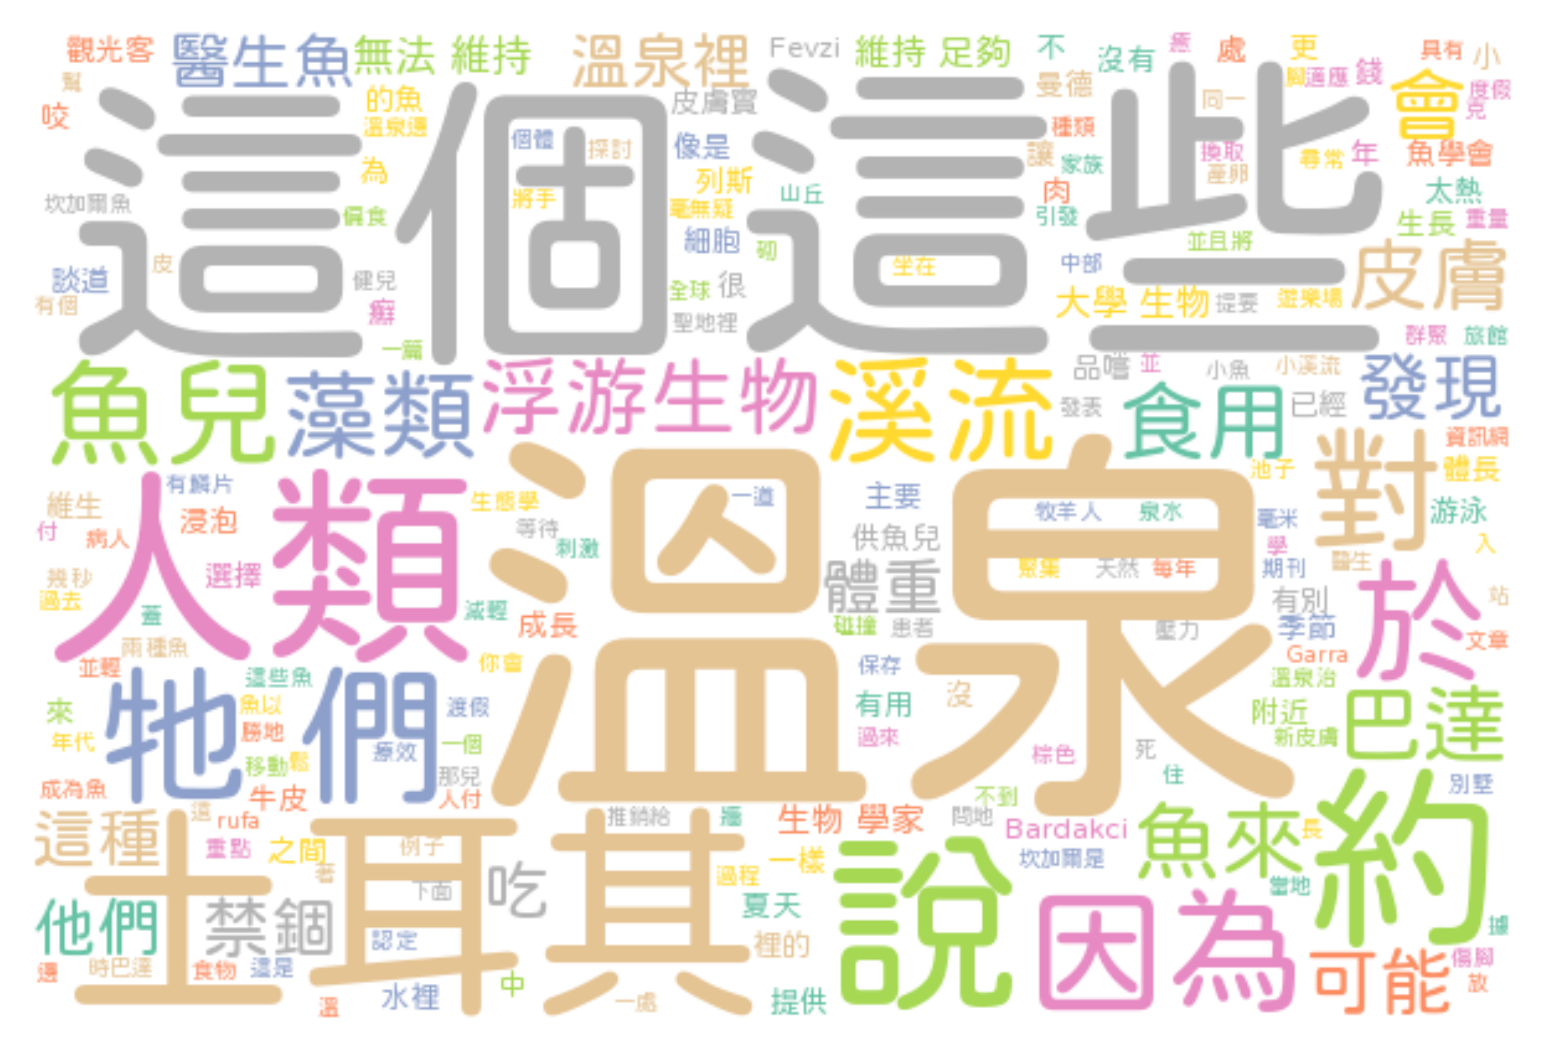 觀光客 醫生魚 無法 維持 溫泉裡 Fevzi 維持 足夠 不 沒有 癒 處 更 具有 小
幫 的魚 皮膚實 曼德 腳 適應 錢 會 度假
咬 溫泉邊 同一 克
這個 這些
個體 探討 像是 種類 讓 家族 換取 尋常 年 魚學會
為 將手 列斯 山丘 肉 產卵 太熱
坎加爾魚 偏食 毫無疑 引發 生長 重量
談道 皮 細胞 砌 並且將
有個 健兒 全球 很 坐在 中部 皮膚
癬 聖地裡 大學 生物 提要 遊樂場
一篇 群聚 旅館
魚兒 藻類 浮游生物 溪流 品嚐 並 小魚 小溪流 發現
食用 發表 已經
溫泉
人類 有鱗片 生態學 一道 主要 對 資訊網
維生 浸泡 等待 供魚兒 牧羊人 泉水 池子 體長
付 病人 刺激 毫米 游泳
幾秒 選擇 體重 聚集 天然 每年 學 期刊 醫生 入
過去 蓋 減輕 成長 碰撞 患者 有別 於 站
兩種魚 壓力 季節 文章
並輕 這些魚 你會 保存 Garra
牠們 溫泉治
來 魚以 渡假 有用 沒 附近 巴達
年代 勝地 療效 一個 過來 新皮膚
移動 鬆 那兒 棕色 死
成為魚 牛皮 人付 不到 住 別墅
這種 還 rufa 土耳其 推銷給 牆 生物 學家 問地 Bardakci 魚來 長 約
重點 之間 例子 過程 一樣 坎加爾是
著 下面 吃 說 當地
他們 禁錮 夏天 因為 據
認定 裡的
邊 時巴達 食物 這是 可能 傷腳
溫 水裡 中 一處 提供 放